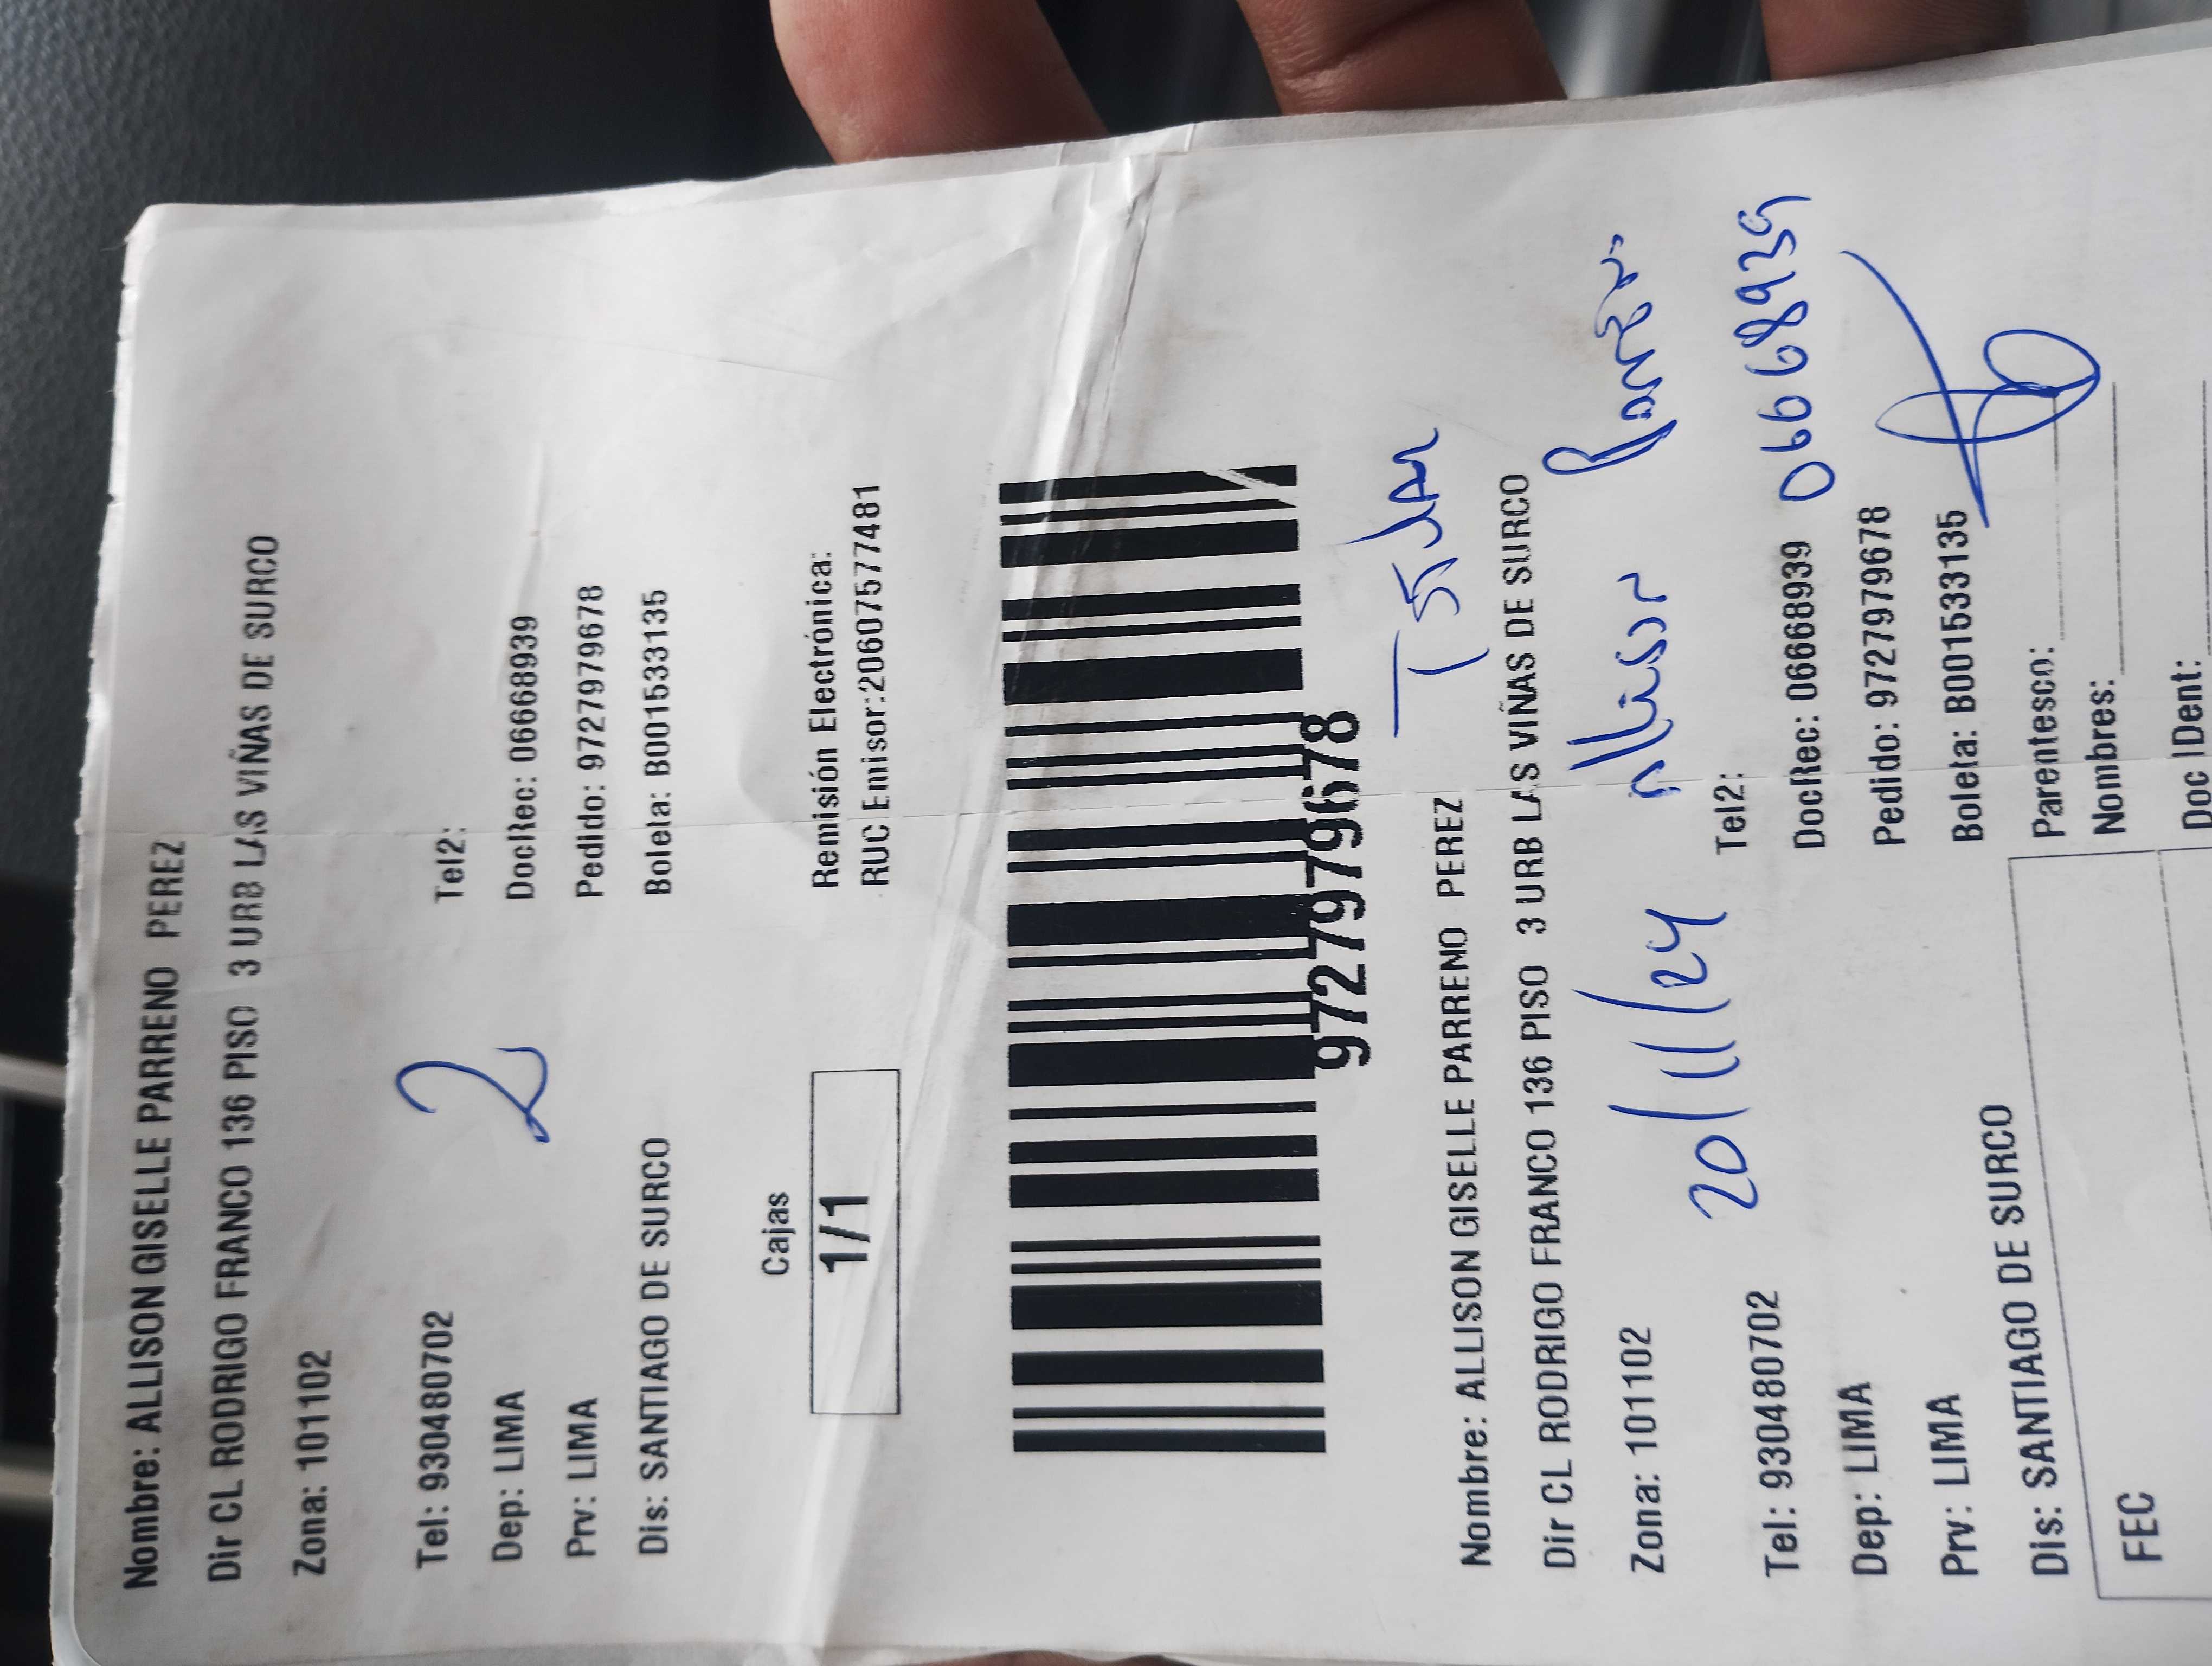 Nombre: ALLISON GISELLE PARRENO  PEREZ
Dir CL RODRIGO FRANCO 136 PISO  3 URB LAS VIÑAS DE SURCO
Zona: 101102
Tel: 930480702
Tel2:
2
Dep: LIMA
DocRec: 06668939
Prv: LIMA
Pedido: 9727979678
Dis: SANTIAGO DE SURCO
Boleta: B001533135
Cajas
1/1
Remisión Electrónica:
RUC Emisor:20607577481
9727979678
Nombre: ALLISON GISELLE PARRENO  PEREZ
Dir CL RODRIGO FRANCO 136 PISO  3 URB LAS VIÑAS DE SURCO
Zona: 101102
20/11/24
Tel: 930480702
Tel2:
Dep: LIMA
DocRec: 06668939
Prv: LIMA
Pedido: 9727979678
Dis: SANTIAGO DE SURCO
Boleta: B001533135
Parentesco:
Nombres:
FEC
Doc IDent: